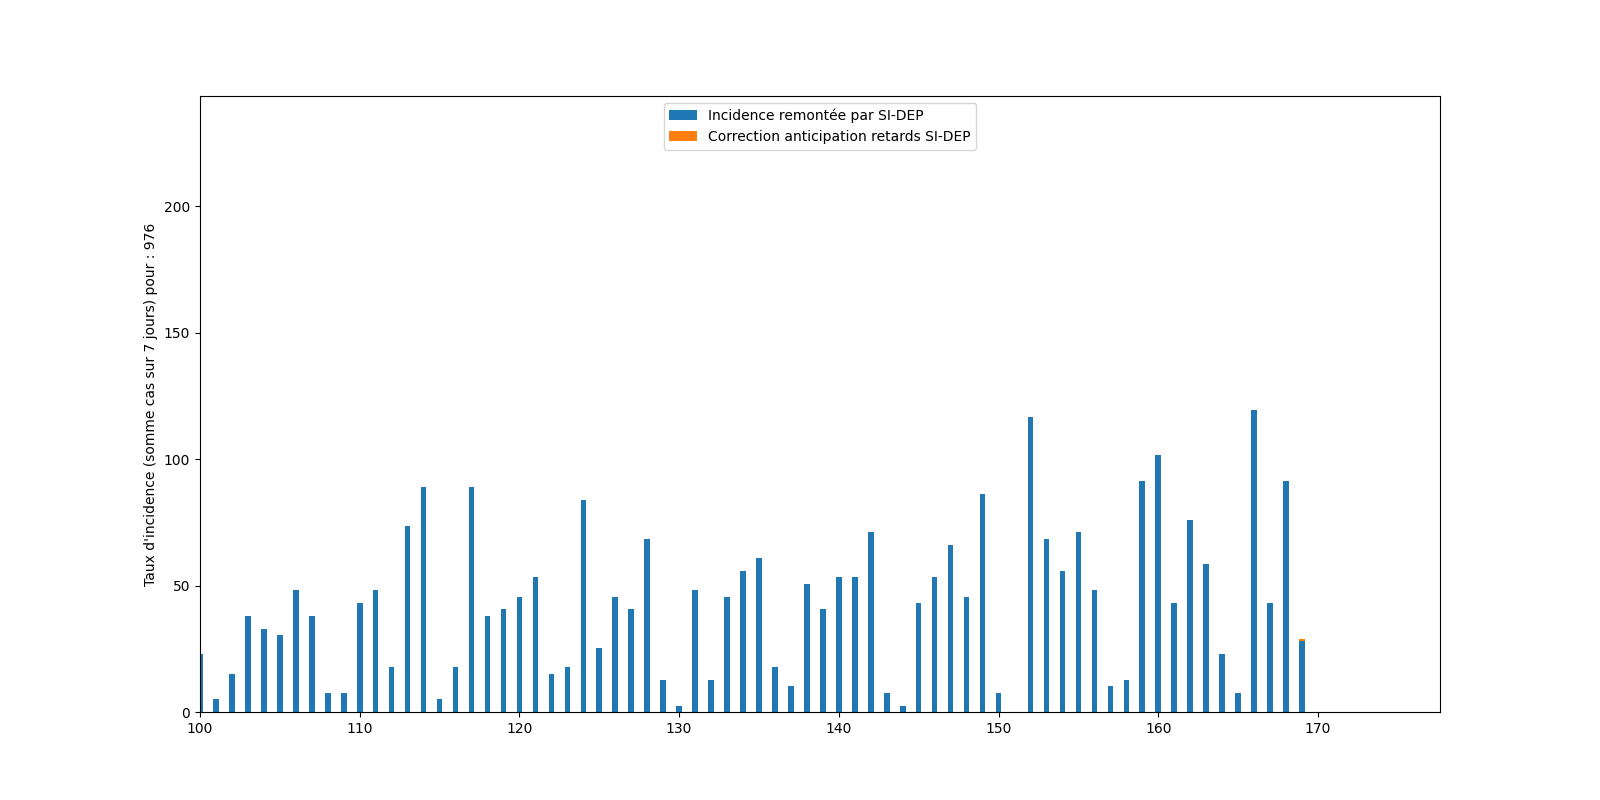 Incidence remontée par SI-DEP
Correction anticipation retards SI-DEP
Taux d'incidence (somme cas sur 7 jours) pour : 976
200
150
100
50
0
100 110 120 130 140 150 160 170